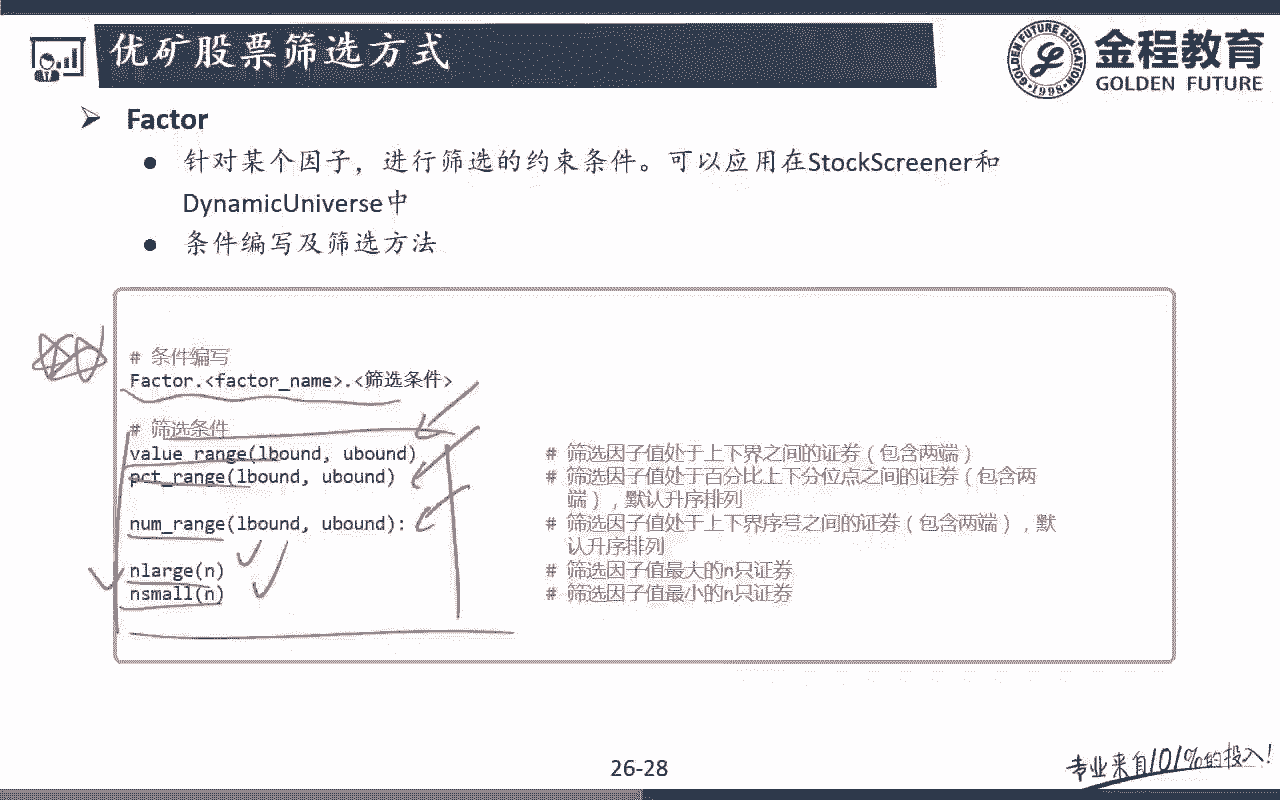 优矿股票筛选方式
GOLDEN FUTURE EDUCATION
1998
金程教育
GOLDEN FUTURE
Factor
针对某个因子，进行筛选的约束条件。可以应用在StockScreener和
DynamicUniverse中
条件编写及筛选方法
# 条件编写
Factor.<factor_name>.<筛选条件>
# 筛选条件
value_range(lbound, ubound) # 筛选因子值处于上下界之间的证券（包含两端）
pct_range(lbound, ubound) # 筛选因子值处于百分比上下分位点之间的证券（包含两
端），默认升序排列
num_range(lbound, ubound): # 筛选因子值处于上下界序号之间的证券（包含两端），默
认升序排列
nlarge(n) # 筛选因子值最大的n只证券
nsmall(n) # 筛选因子值最小的n只证券
26-28
专业来自101%的投入!